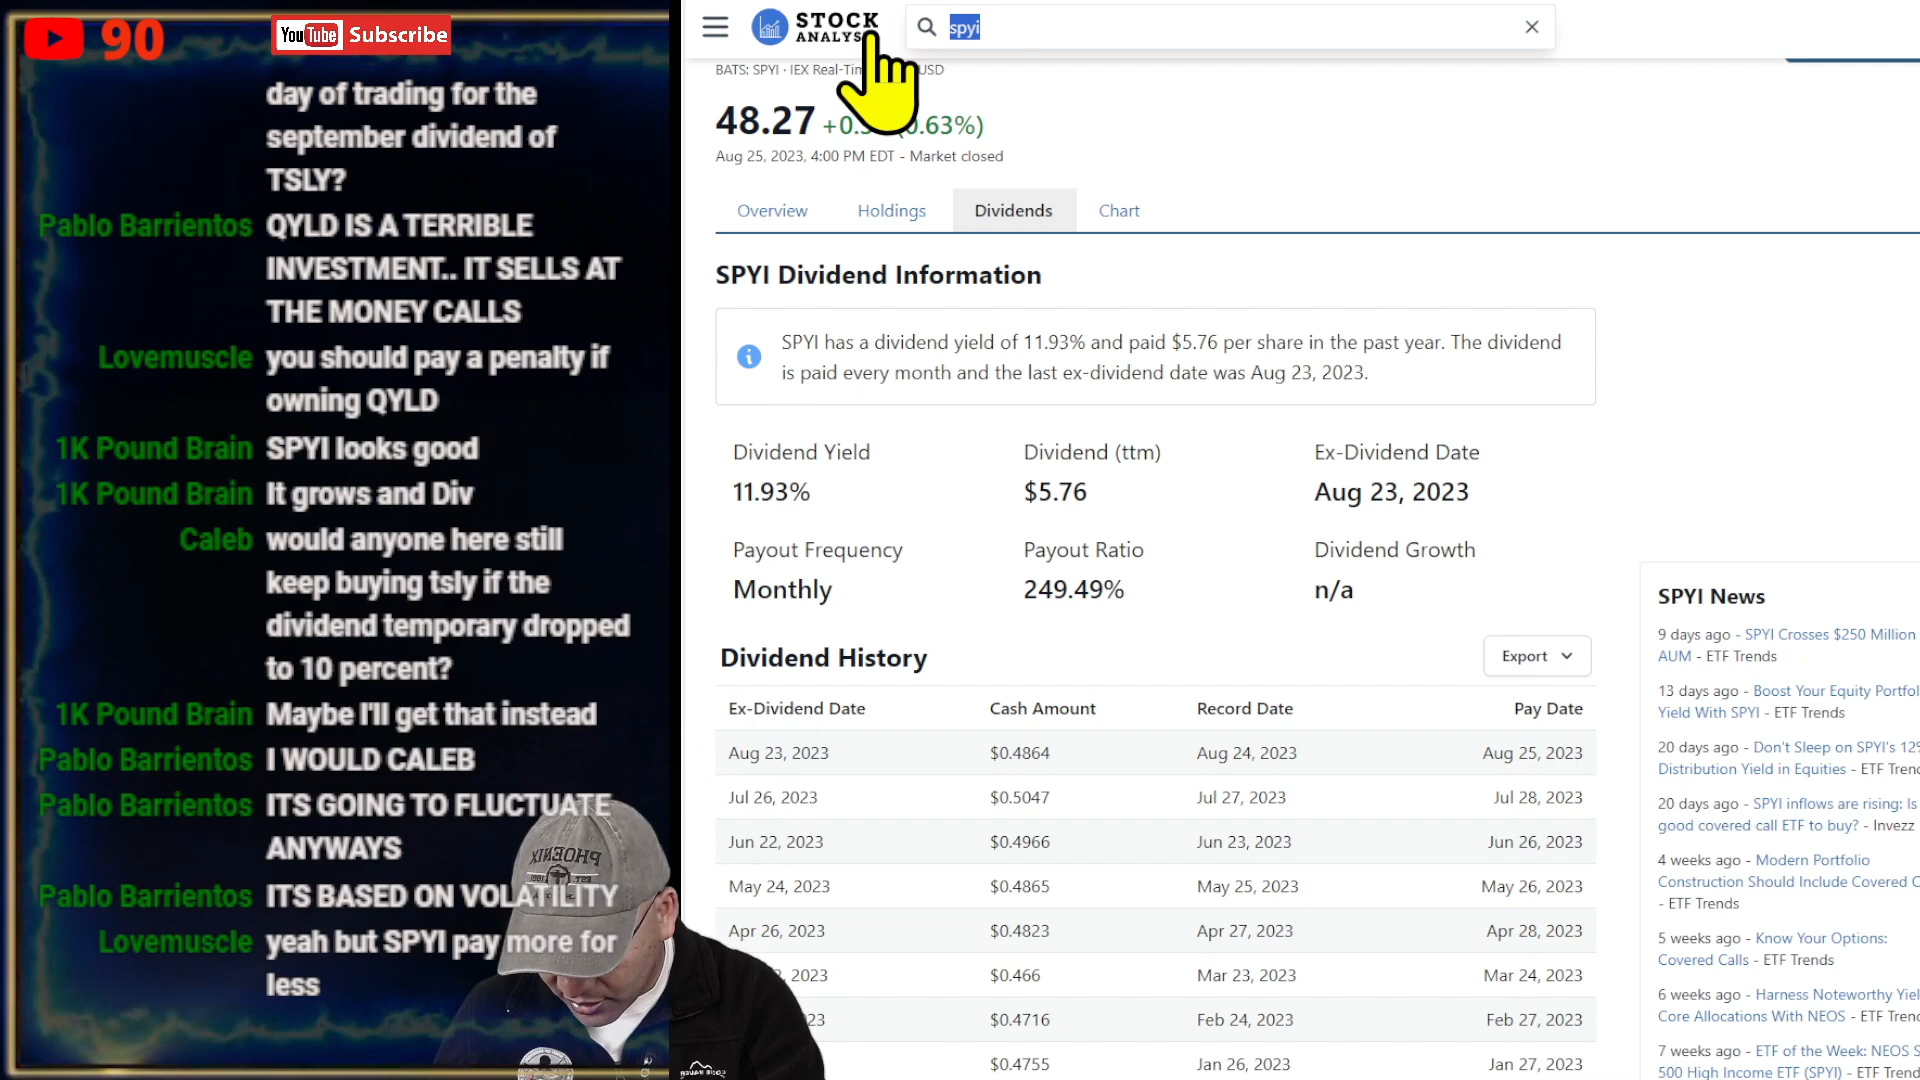 90
YouTube Subscribe
day of trading for the
september dividend of
TSLY?
Pablo Barrientos QYLD IS A TERRIBLE
INVESTMENT.. IT SELLS AT
THE MONEY CALLS
Lovemuscle you should pay a penalty if
owning QYLD
1K Pound Brain SPYI looks good
1K Pound Brain It grows and Div
Caleb would anyone here still
keep buying tsly if the
dividend temporary dropped
to 10 percent?
1K Pound Brain Maybe I'll get that instead
Pablo Barrientos I WOULD CALEB
Pablo Barrientos ITS GOING TO FLUCTUATE
ANYWAYS
Pablo Barrientos ITS BASED ON VOLATILITY
Lovemuscle yeah but SPYI pay more for
less
PHOENIX
STOCK
ANALYS
spyi
BATS: SPYI · IEX Real-Tim USD
48.27 +0.3 0.63%)
Aug 25, 2023, 4:00 PM EDT - Market closed
Overview Holdings Dividends Chart
SPYI Dividend Information
SPYI has a dividend yield of 11.93% and paid $5.76 per share in the past year. The dividend
is paid every month and the last ex-dividend date was Aug 23, 2023.
Dividend Yield Dividend (ttm) Ex-Dividend Date
11.93% $5.76 Aug 23, 2023
Payout Frequency Payout Ratio Dividend Growth
Monthly 249.49% n/a
Dividend History Export
Ex-Dividend Date Cash Amount Record Date Pay Date
Aug 23, 2023 $0.4864 Aug 24, 2023 Aug 25, 2023
Jul 26, 2023 $0.5047 Jul 27, 2023 Jul 28, 2023
Jun 22, 2023 $0.4966 Jun 23, 2023 Jun 26, 2023
May 24, 2023 $0.4865 May 25, 2023 May 26, 2023
Apr 26, 2023 $0.4823 Apr 27, 2023 Apr 28, 2023
2023 $0.466 Mar 23, 2023 Mar 24, 2023
23 $0.4716 Feb 24, 2023 Feb 27, 2023
$0.4755 Jan 26, 2023 Jan 27, 2023
SPYI News
9 days ago - SPYI Crosses $250 Million
AUM - ETF Trends
13 days ago - Boost Your Equity Portfol
Yield With SPYI - ETF Trends
20 days ago - Don't Sleep on SPYI's 12%
Distribution Yield in Equities - ETF Trend
20 days ago - SPYI inflows are rising: Is
good covered call ETF to buy? - Invezz
4 weeks ago - Modern Portfolio
Construction Should Include Covered C
- ETF Trends
5 weeks ago - Know Your Options:
Covered Calls - ETF Trends
6 weeks ago - Harness Noteworthy Yiel
Core Allocations With NEOS - ETF Trend
7 weeks ago - ETF of the Week: NEOS S
500 High Income ETF (SPYI) - ETF Trend